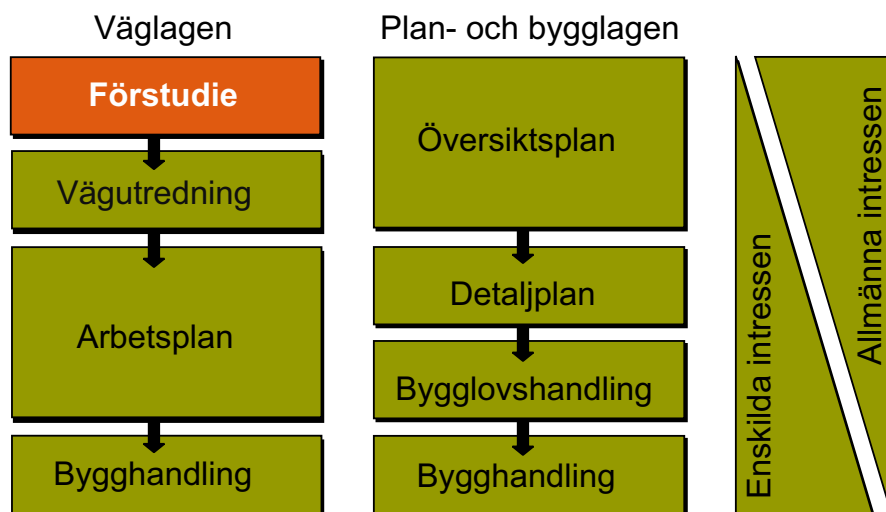 Väglagen
Förstudie
Vägutredning
Arbetsplan
Bygghandling
Plan- och bygglagen
Översiktsplan
Detaljplan
Bygglovshandling
Bygghandling
Enskilda intressen
Allmänna intressen